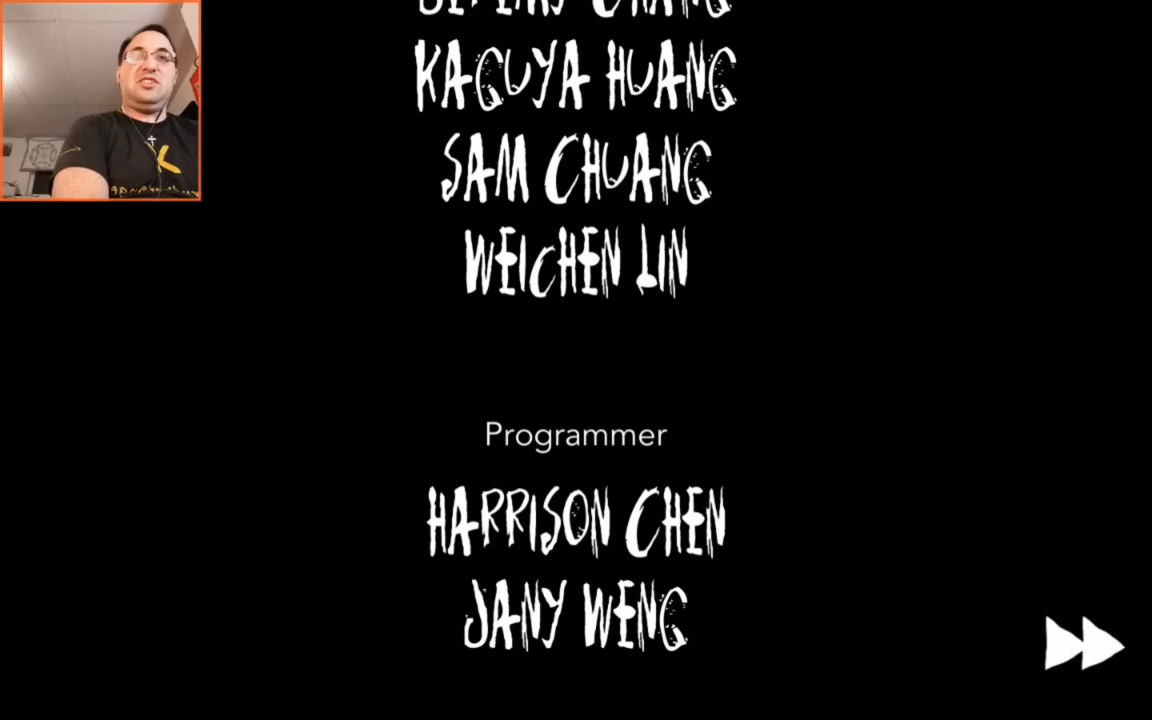 KAGUYA HUANG
SAM CHUANG
WEICHEN LIN
Programmer
HARRISON CHEN
JANY WENG